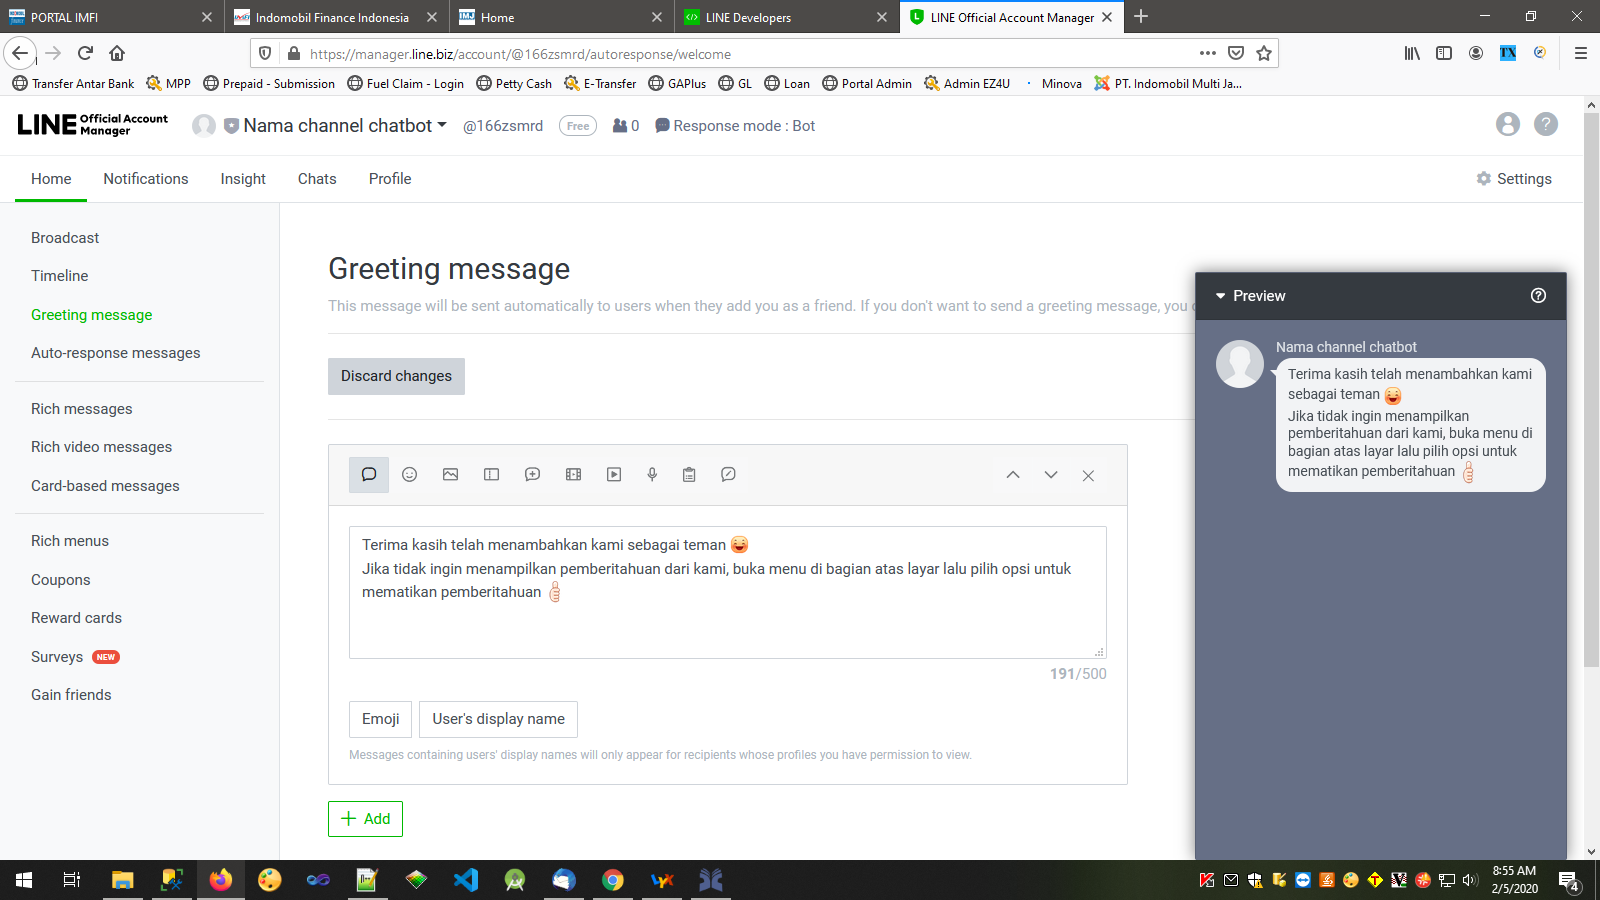 PORTAL IMFI
Indomobil Finance Indonesia
Home
LINE Developers
LINE Official Account Manager
https://manager.line.biz/account/@166zsmrd/autoresponse/welcome
Transfer Antar Bank
MPP
Prepaid - Submission
Fuel Claim - Login
Petty Cash
E-Transfer
GAPlus
GL
Loan
Portal Admin
Admin EZ4U
Minova
PT. Indomobil Multi Ja...
LINE Official Account Manager
Nama channel chatbot
@166zsmrd
Free
0
Response mode : Bot
Home
Notifications
Insight
Chats
Profile
Settings
Broadcast
Timeline
Greeting message
Auto-response messages
Rich messages
Rich video messages
Card-based messages
Rich menus
Coupons
Reward cards
Surveys NEW
Gain friends
Greeting message
This message will be sent automatically to users when they add you as a friend. If you don't want to send a greeting message, you
Discard changes
Terima kasih telah menambahkan kami sebagai teman
Jika tidak ingin menampilkan pemberitahuan dari kami, buka menu di bagian atas layar lalu pilih opsi untuk
mematikan pemberitahuan
191/500
Emoji
User's display name
Messages containing users' display names will only appear for recipients whose profiles you have permission to view.
Add
Preview
Nama channel chatbot
Terima kasih telah menambahkan kami
sebagai teman
Jika tidak ingin menampilkan
pemberitahuan dari kami, buka menu di
bagian atas layar lalu pilih opsi untuk
mematikan pemberitahuan
8:55 AM
2/5/2020
4